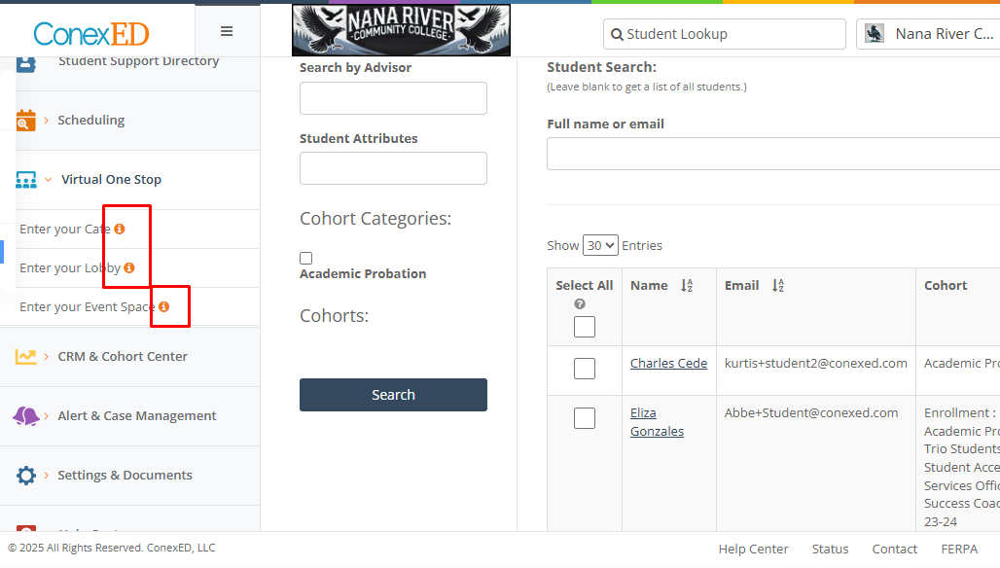 ConexED
NANA RIVER
COMMUNITY COLLEGE
Student Lookup
Nana River C...
Student Support Directory
Scheduling
Virtual One Stop
Enter your Cafe
Enter your Lobby
Enter your Event Space
CRM & Cohort Center
Alert & Case Management
Settings & Documents
Search by Advisor
Student Attributes
Cohort Categories:
Academic Probation
Cohorts:
Search
Student Search:
(Leave blank to get a list of all students.)
Full name or email
Show 30 Entries
Select All Name Email Cohort
Charles Cede kurtis+student2@conexed.com Academic Pro
Eliza
Gonzales
Abbe+Student@conexed.com
Enrollment :
Academic Pro
Trio Students
Student Acce
Services Offic
Success Coac
23-24
© 2025 All Rights Reserved. ConexED, LLC
Help Center Status Contact FERPA